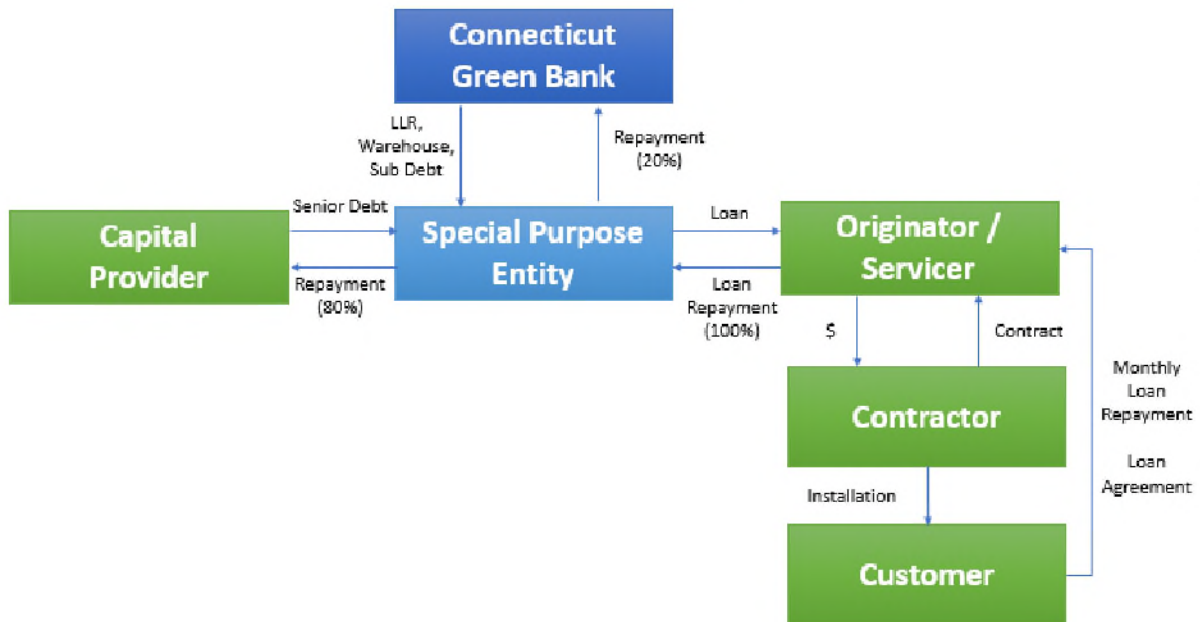 Connecticut
Green Bank
LLR,
Warehouse,
Sub Debt
Repayment
(20%)
Capital
Provider
Senior Debt
Repayment
(80%)
Special Purpose
Entity
Loan
Loan
Repayment
(100%)
Originator /
Servicer
$
Contract
Contractor
Monthly
Loan
Repayment
Loan
Agreement
Installation
Customer